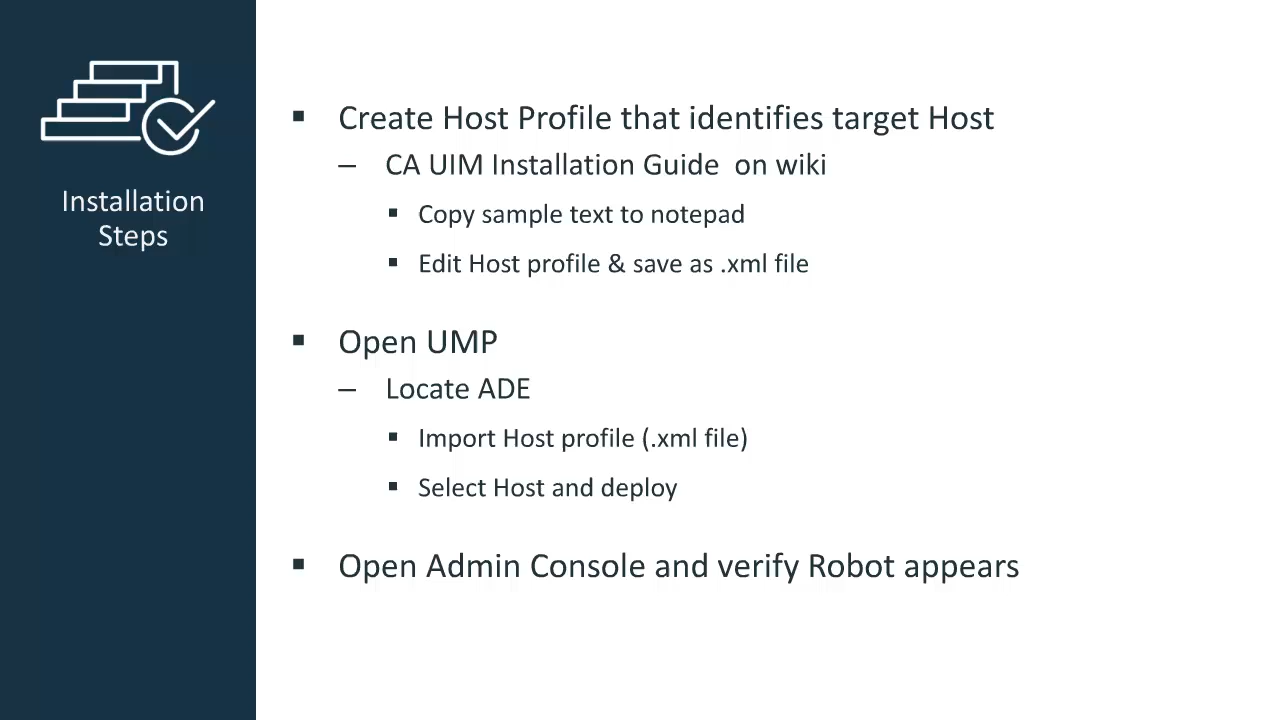 Installation
Steps
▪ Create Host Profile that identifies target Host
– CA UIM Installation Guide on wiki
▪ Copy sample text to notepad
▪ Edit Host profile & save as .xml file
▪ Open UMP
– Locate ADE
▪ Import Host profile (.xml file)
▪ Select Host and deploy
▪ Open Admin Console and verify Robot appears